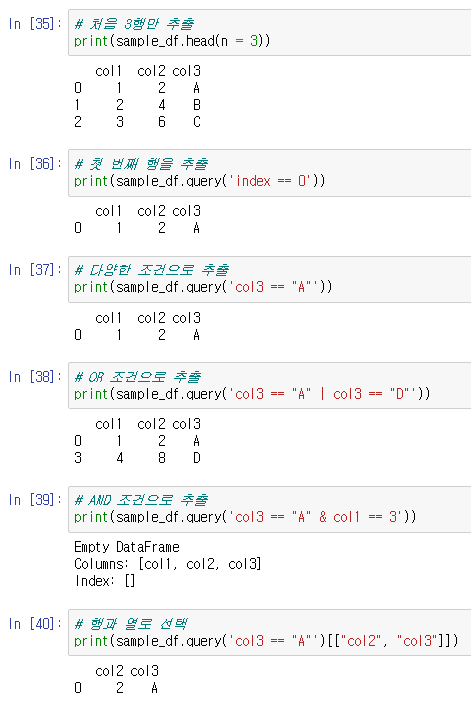 In [35]: # 처음 3행만 추출
print(sample_df.head(n = 3))
col1 col2 col3
0 1 2 A
1 2 4 B
2 3 6 C
In [36]: # 첫 번째 행을 추출
print(sample_df.query('index == 0'))
col1 col2 col3
0 1 2 A
In [37]: # 다양한 조건으로 추출
print(sample_df.query('col3 == "A"'))
col1 col2 col3
0 1 2 A
In [38]: # OR 조건으로 추출
print(sample_df.query('col3 == "A" | col3 == "D"'))
col1 col2 col3
0 1 2 A
3 4 8 D
In [39]: # AND 조건으로 추출
print(sample_df.query('col3 == "A" & col1 == 3'))
Empty DataFrame
Columns: [col1, col2, col3]
Index: []
In [40]: # 행과 열로 선택
print(sample_df.query('col3 == "A"')[["col2", "col3"]])
col2 col3
0 2 A